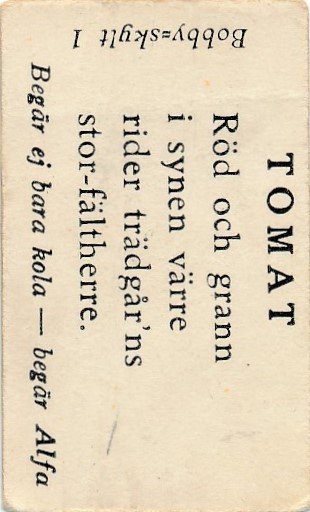 TOMAT
Röd och grann
i synen värre
rider trädgår'ns
stor-fältherre.
Begär ej bara kola — begär Alfa
Bobby-skylt 1